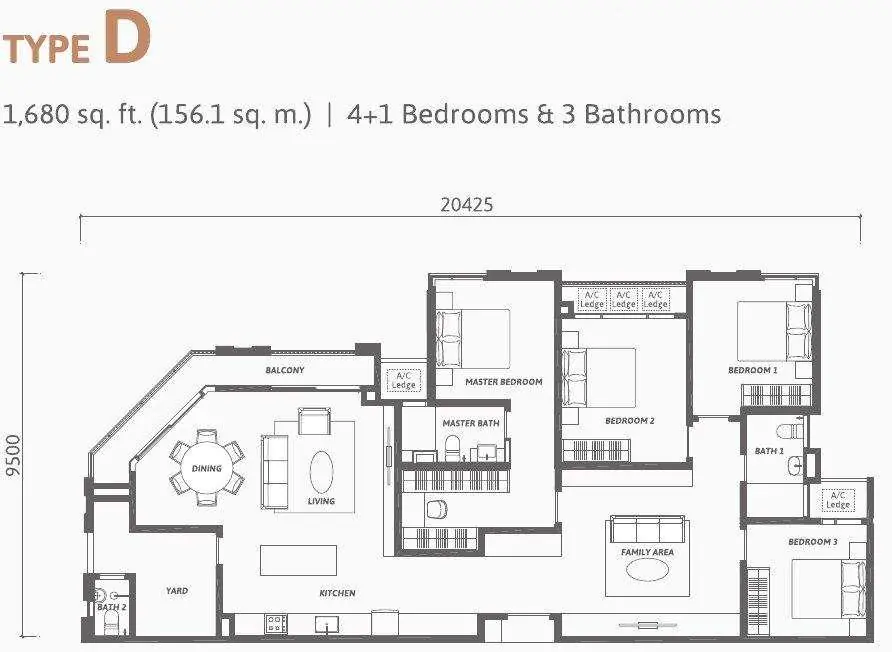 TYPE D
1,680 sq. ft. (156.1 sq. m.) | 4+1 Bedrooms & 3 Bathrooms
20425
9500
A/C
Ledge
A/C
Ledge
A/C
Ledge
BALCONY
A/C
Ledge
MASTER BEDROOM
BEDROOM 1
BEDROOM 2
MASTER BATH
BATH 1
DINING
LIVING
A/C
Ledge
FAMILY AREA
BEDROOM 3
YARD
KITCHEN
BATH 2